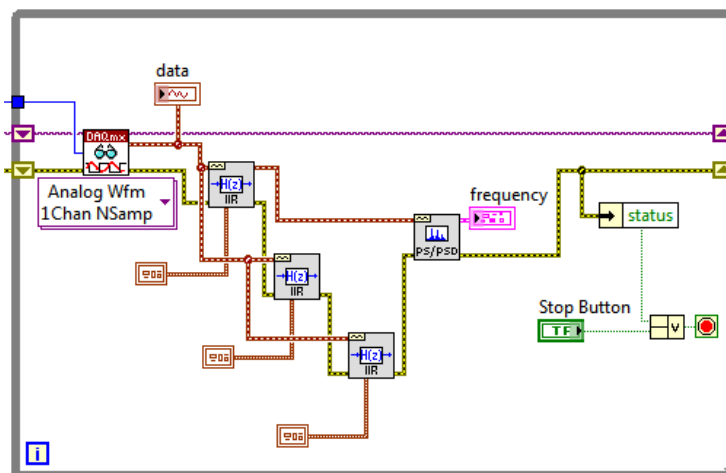 data
DAQmx
Analog Wfm
1Chan NSamp
H(z)
IIR
frequency
PS/PSD
status
H(z)
IIR
Stop Button
TF
V
H(z)
IIR
i